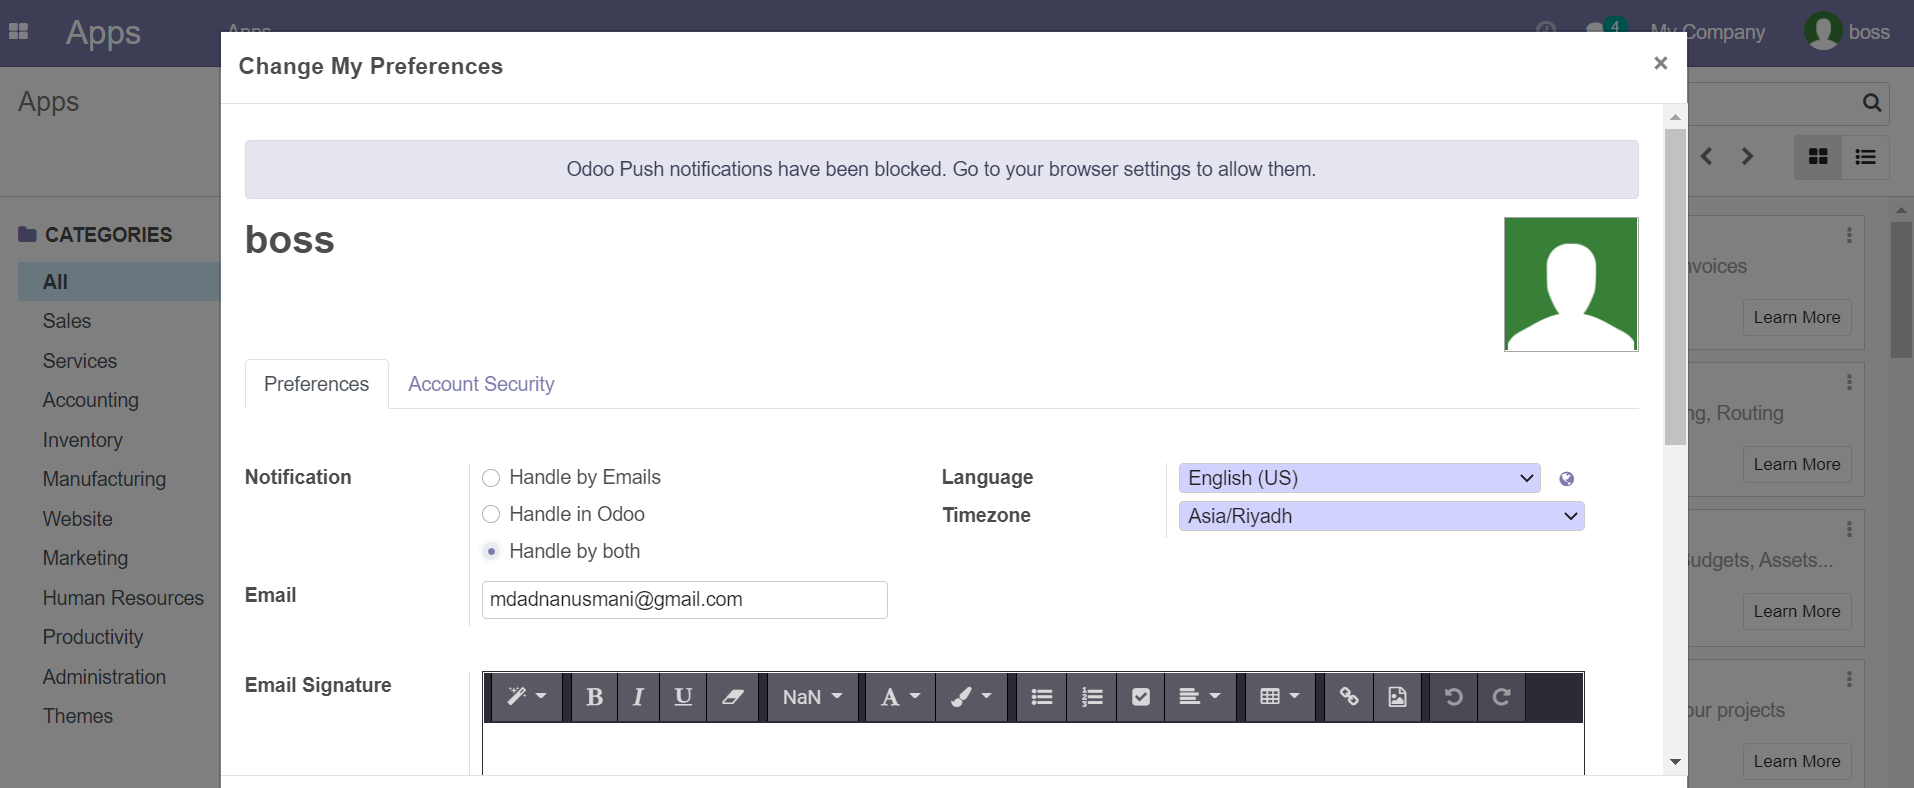 Apps
Apps
4
My Company
boss
Change My Preferences
×
Apps
Odoo Push notifications have been blocked. Go to your browser settings to allow them.
boss
CATEGORIES
All
Sales
Services
Accounting
Inventory
Manufacturing
Website
Marketing
Human Resources
Productivity
Administration
Themes
Preferences
Account Security
Notification
Handle by Emails
Handle in Odoo
Handle by both
Email
mdadnanusmani@gmail.com
Language
English (US)
Timezone
Asia/Riyadh
Email Signature
B I U NaN A
nvoices
Learn More
ng, Routing
Learn More
udgets, Assets...
Learn More
our projects
Learn More